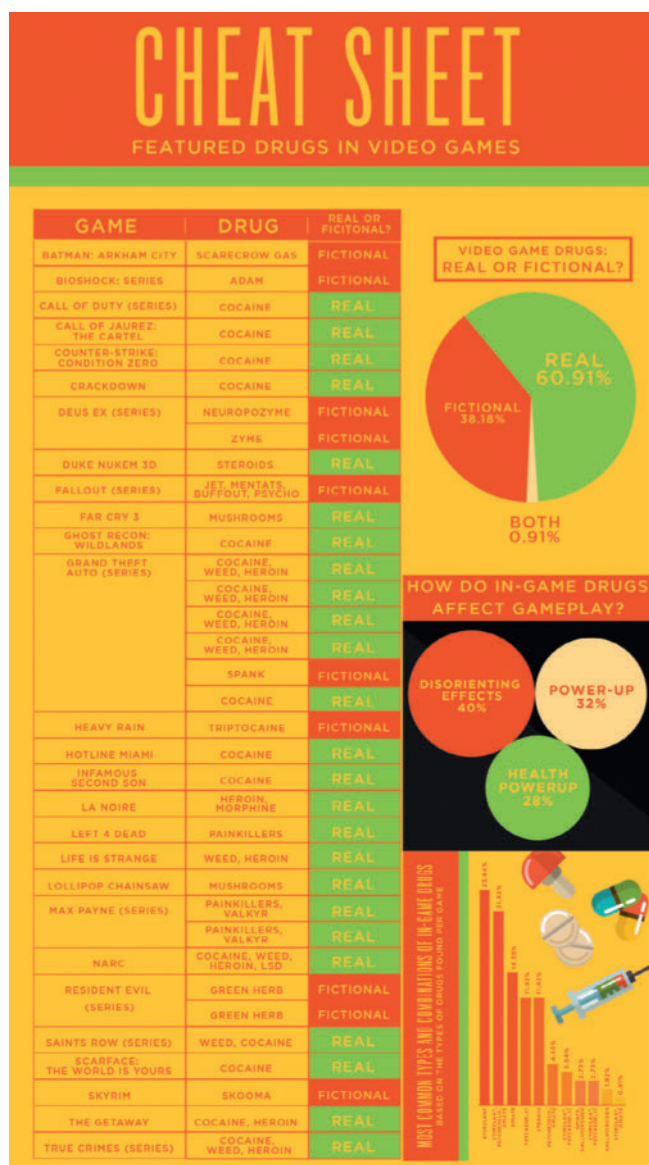 CHEAT SHEET
FEATURED DRUGS IN VIDEO GAMES
GAME DRUG REAL OR
FICITONAL?
BATMAN: ARKHAM CITY SCARECROW GAS FICTIONAL
BIOSHOCK: SERIES ADAM FICTIONAL
CALL OF DUTY (SERIES) COCAINE REAL
CALL OF JAUREZ:
THE CARTEL COCAINE REAL
COUNTER-STRIKE:
CONDITION ZERO COCAINE REAL
CRACKDOWN COCAINE REAL
DEUS EX (SERIES) NEUROPOZYME FICTIONAL
ZYME FICTIONAL
DUKE NUKEM 3D STEROIDS REAL
FALLOUT (SERIES) JET, MENTATS,
BUFFOUT, PSYCHO FICTIONAL
FAR CRY 3 MUSHROOMS REAL
GHOST RECON:
WILDLANDS COCAINE REAL
GRAND THEFT
AUTO (SERIES) COCAINE,
WEED, HEROIN REAL
COCAINE,
WEED, HEROIN REAL
COCAINE,
WEED, HEROIN REAL
COCAINE,
WEED, HEROIN REAL
SPANK FICTIONAL
COCAINE REAL
HEAVY RAIN TRIPTOCAINE FICTIONAL
HOTLINE MIAMI COCAINE REAL
INFAMOUS
SECOND SON COCAINE REAL
LA NOIRE HEROIN,
MORPHINE REAL
LEFT 4 DEAD PAINKILLERS REAL
LIFE IS STRANGE WEED, HEROIN REAL
LOLLIPOP CHAINSAW MUSHROOMS REAL
MAX PAYNE (SERIES) PAINKILLERS,
VALKYR REAL
PAINKILLERS,
VALKYR REAL
NARC COCAINE, WEED,
HEROIN, LSD REAL
RESIDENT EVIL
(SERIES) GREEN HERB FICTIONAL
GREEN HERB FICTIONAL
SAINTS ROW (SERIES) WEED, COCAINE REAL
SCARFACE:
THE WORLD IS YOURS COCAINE REAL
SKYRIM SKOOMA FICTIONAL
THE GETAWAY COCAINE, HEROIN REAL
TRUE CRIMES (SERIES) COCAINE,
WEED, HEROIN REAL
VIDEO GAME DRUGS:
REAL OR FICTIONAL?
REAL
60.91%
FICTIONAL
38.18%
BOTH
0.91%
HOW DO IN-GAME DRUGS
AFFECT GAMEPLAY?
DISORIENTING
EFFECTS
40%
POWER-UP
32%
HEALTH
POWERUP
28%
MOST COMMON TYPES AND COMBINATIONS OF IN-GAME DRUGS
BASED ON THE TYPES OF DRUGS FOUND PER GAME